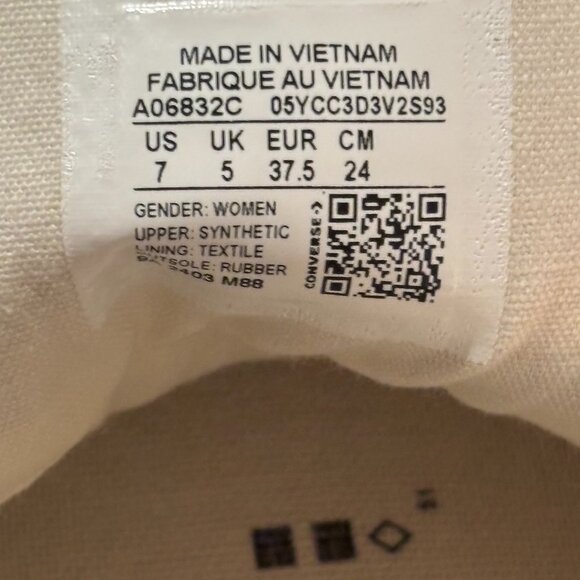 MADE IN VIETNAM
FABRIQUE AU VIETNAM
A06832C 05YCC3D3V2S93
US UK EUR CM
7 5 37.5 24
GENDER: WOMEN
UPPER: SYNTHETIC
LINING: TEXTILE
OUTSOLE: RUBBER
M88
CONVERSE